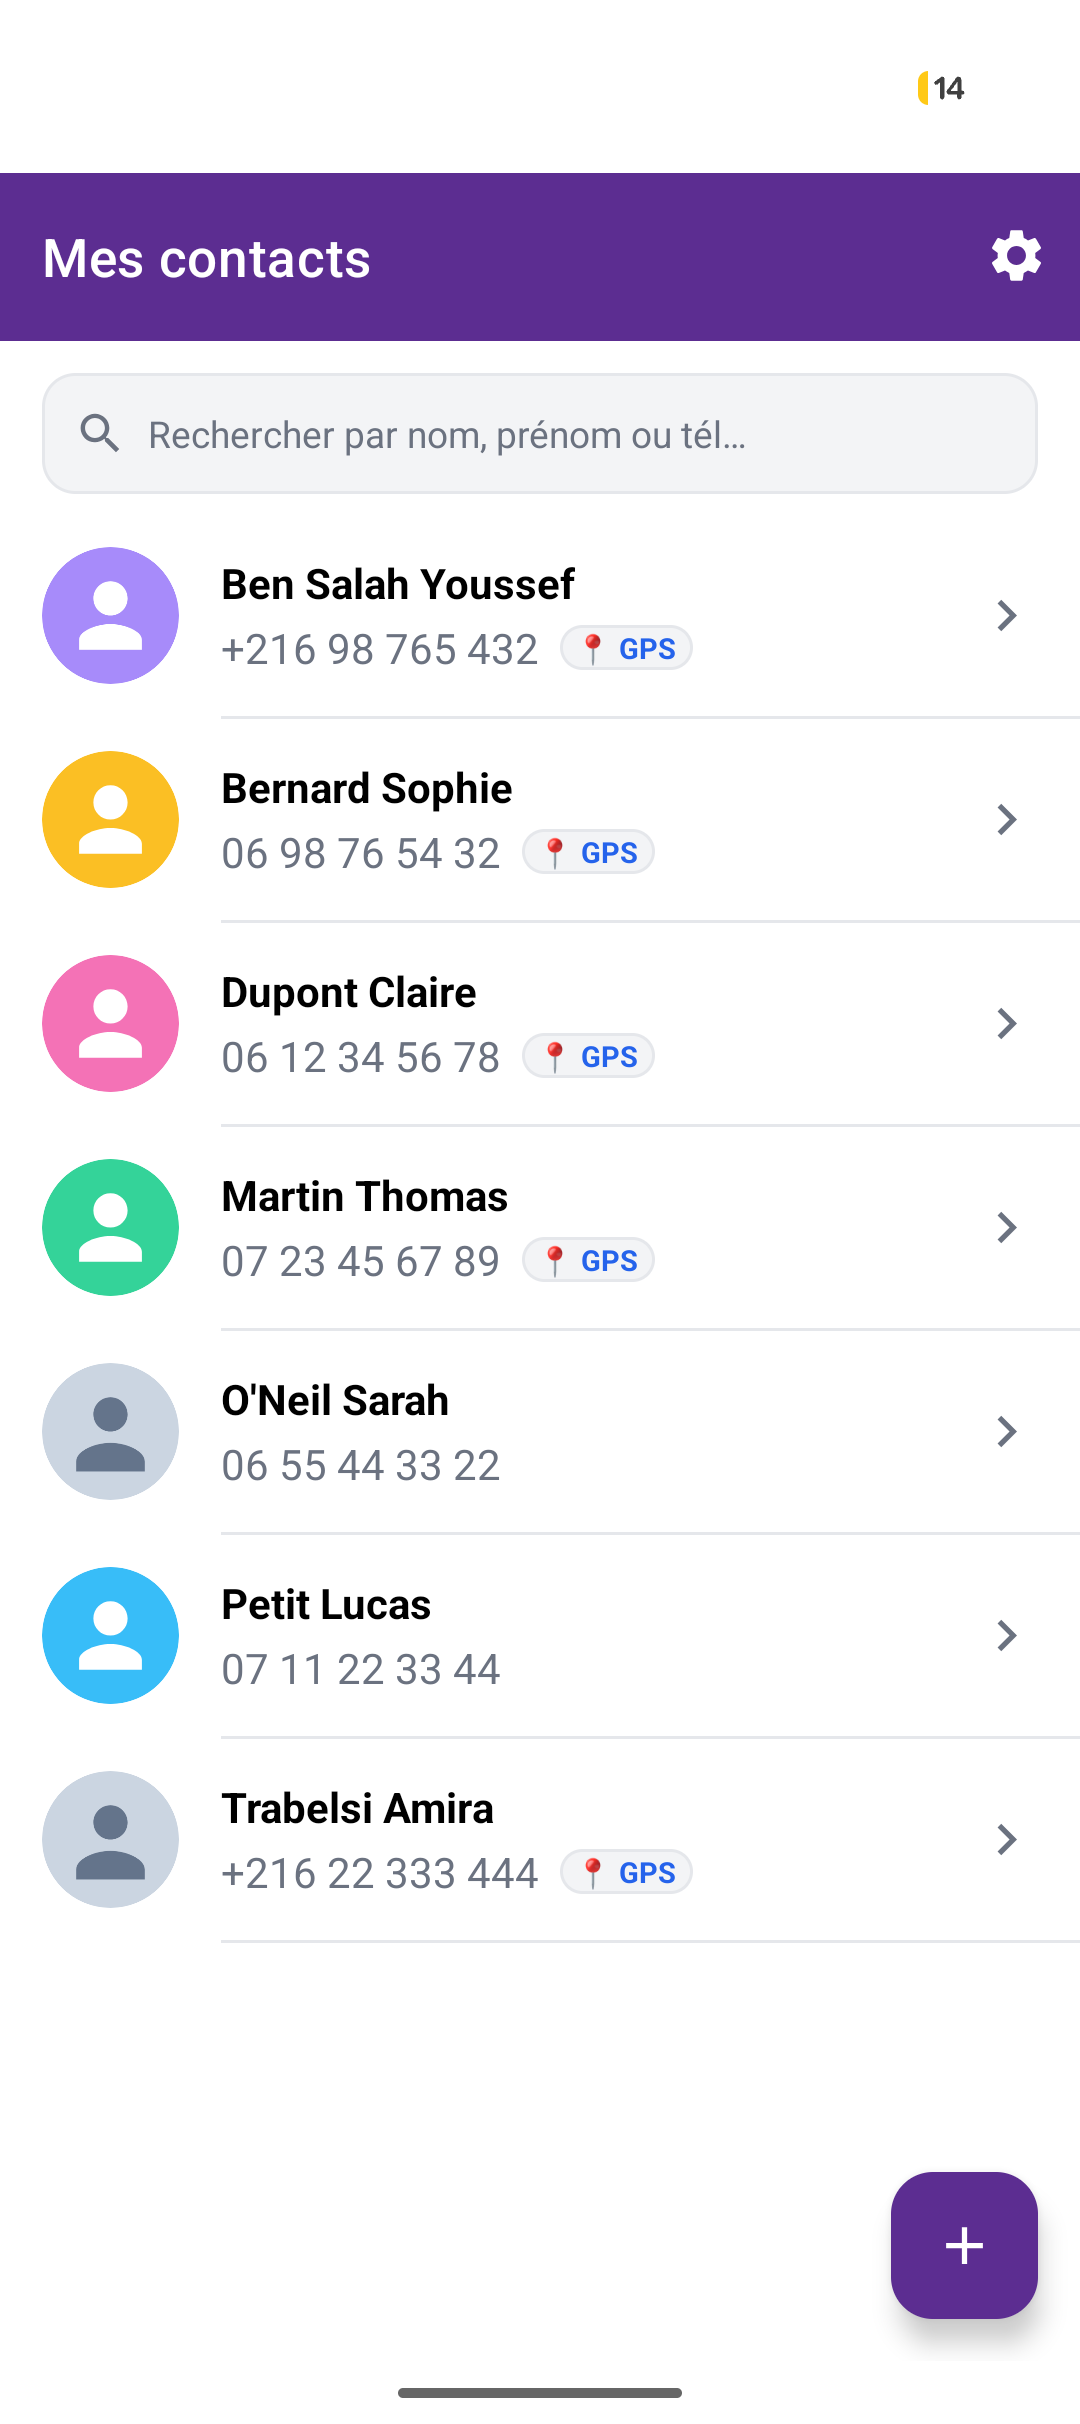 14
Mes contacts
Rechercher par nom, prénom ou tél…
Ben Salah Youssef
+216 98 765 432 📍 GPS
Bernard Sophie
06 98 76 54 32 📍 GPS
Dupont Claire
06 12 34 56 78 📍 GPS
Martin Thomas
07 23 45 67 89 📍 GPS
O'Neil Sarah
06 55 44 33 22
Petit Lucas
07 11 22 33 44
Trabelsi Amira
+216 22 333 444 📍 GPS